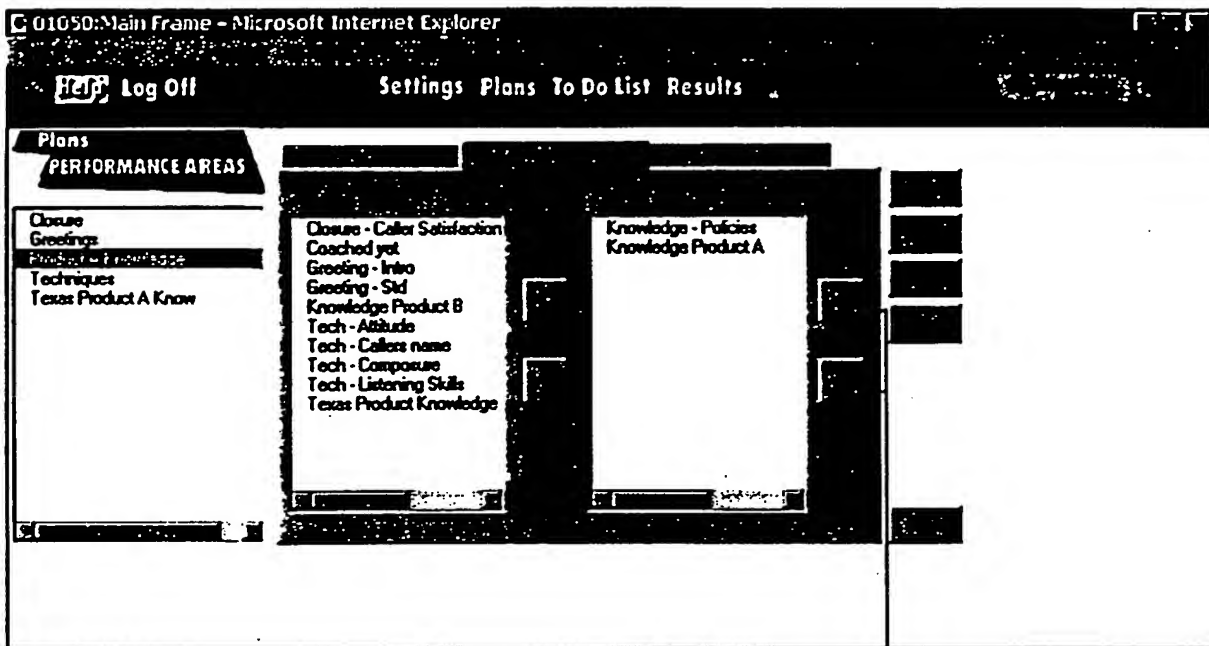 01050:Main Frame - Microsoft Internet Explorer
Help Log Off Settings Plans To Do List Results
Plans
PERFORMANCE AREAS
Closure
Greetings
Product - Knowledge
Techniques
Texas Product A Know
Closure - Caller Satisfaction
Coached yet
Greeting - Intro
Greeting - Std
Knowledge Product B
Tech - Attitude
Tech - Callers name
Tech - Composure
Tech - Listening Skills
Texas Product Knowledge
Knowledge - Policies
Knowledge Product A